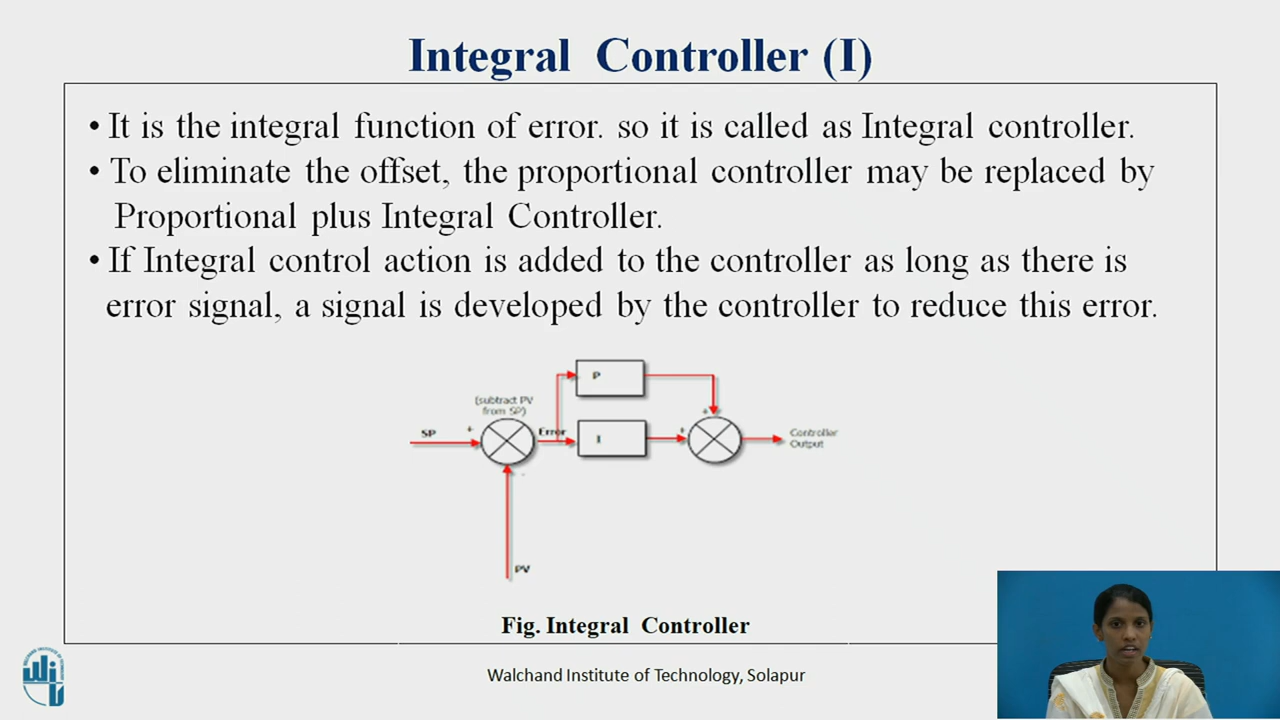 Integral Controller (I)
• It is the integral function of error. so it is called as Integral controller.
• To eliminate the offset, the proportional controller may be replaced by
Proportional plus Integral Controller.
• If Integral control action is added to the controller as long as there is
error signal, a signal is developed by the controller to reduce this error.
P
(subtract PV
from SP)
SP
+
Error
I
+
+
Controller
Output
-
PV
Fig. Integral Controller
Walchand Institute of Technology, Solapur